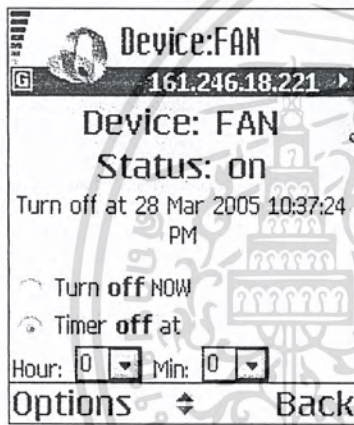 Device:FAN
G 161.246.18.221
Device: FAN
Status: on
Turn off at 28 Mar 2005 10:37:24
PM
Turn off NOW
Timer off at
Hour: 0 Min: 0
Options Back